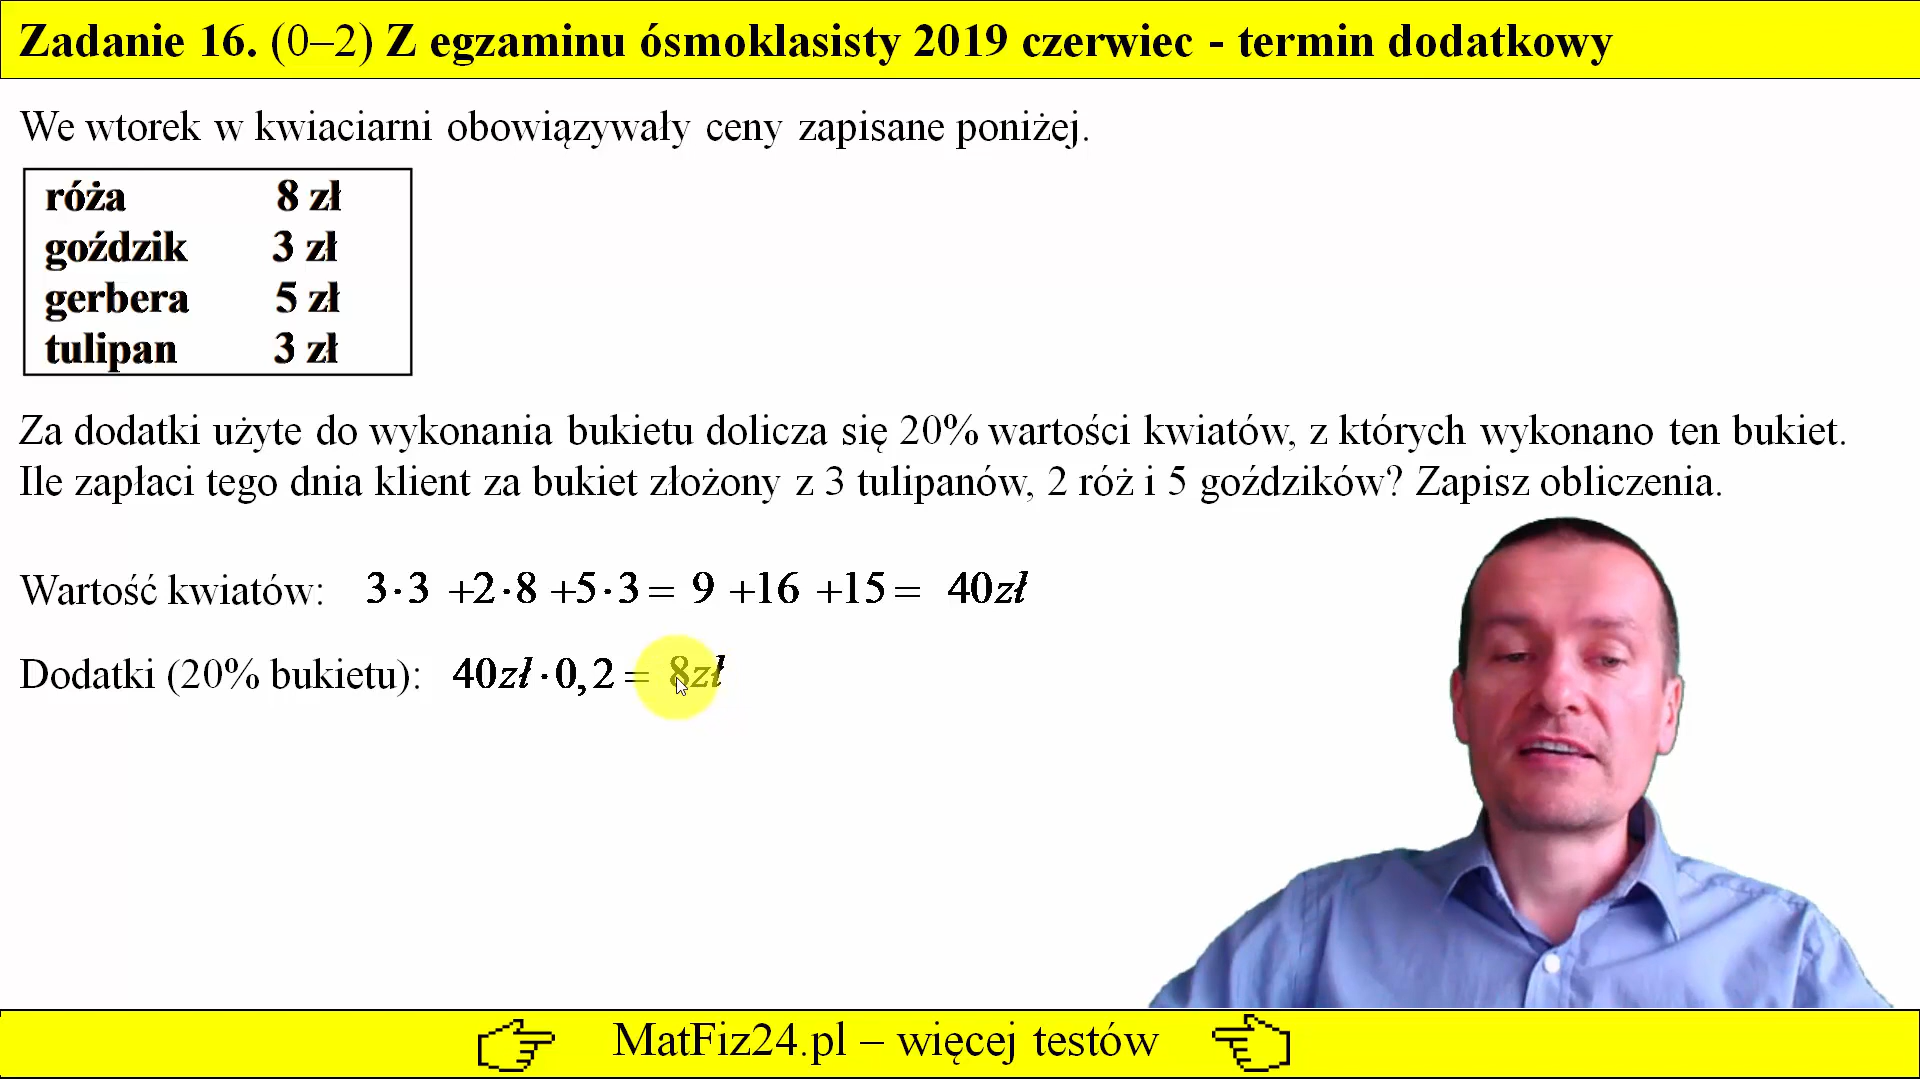 Zadanie 16. (0–2) Z egzaminu ósmoklasisty 2019 czerwiec - termin dodatkowy
We wtorek w kwiaciarni obowiązywały ceny zapisane poniżej.
róża 8 zł
goździk 3 zł
gerbera 5 zł
tulipan 3 zł
Za dodatki użyte do wykonania bukietu dolicza się 20% wartości kwiatów, z których wykonano ten bukiet.
Ile zapłaci tego dnia klient za bukiet złożony z 3 tulipanów, 2 róż i 5 goździków? Zapisz obliczenia.
Wartość kwiatów: 3·3 +2·8 +5·3 = 9 +16 +15 = 40zł
Dodatki (20% bukietu): 40zł·0,2 = 8zł
MatFiz24.pl – więcej testów